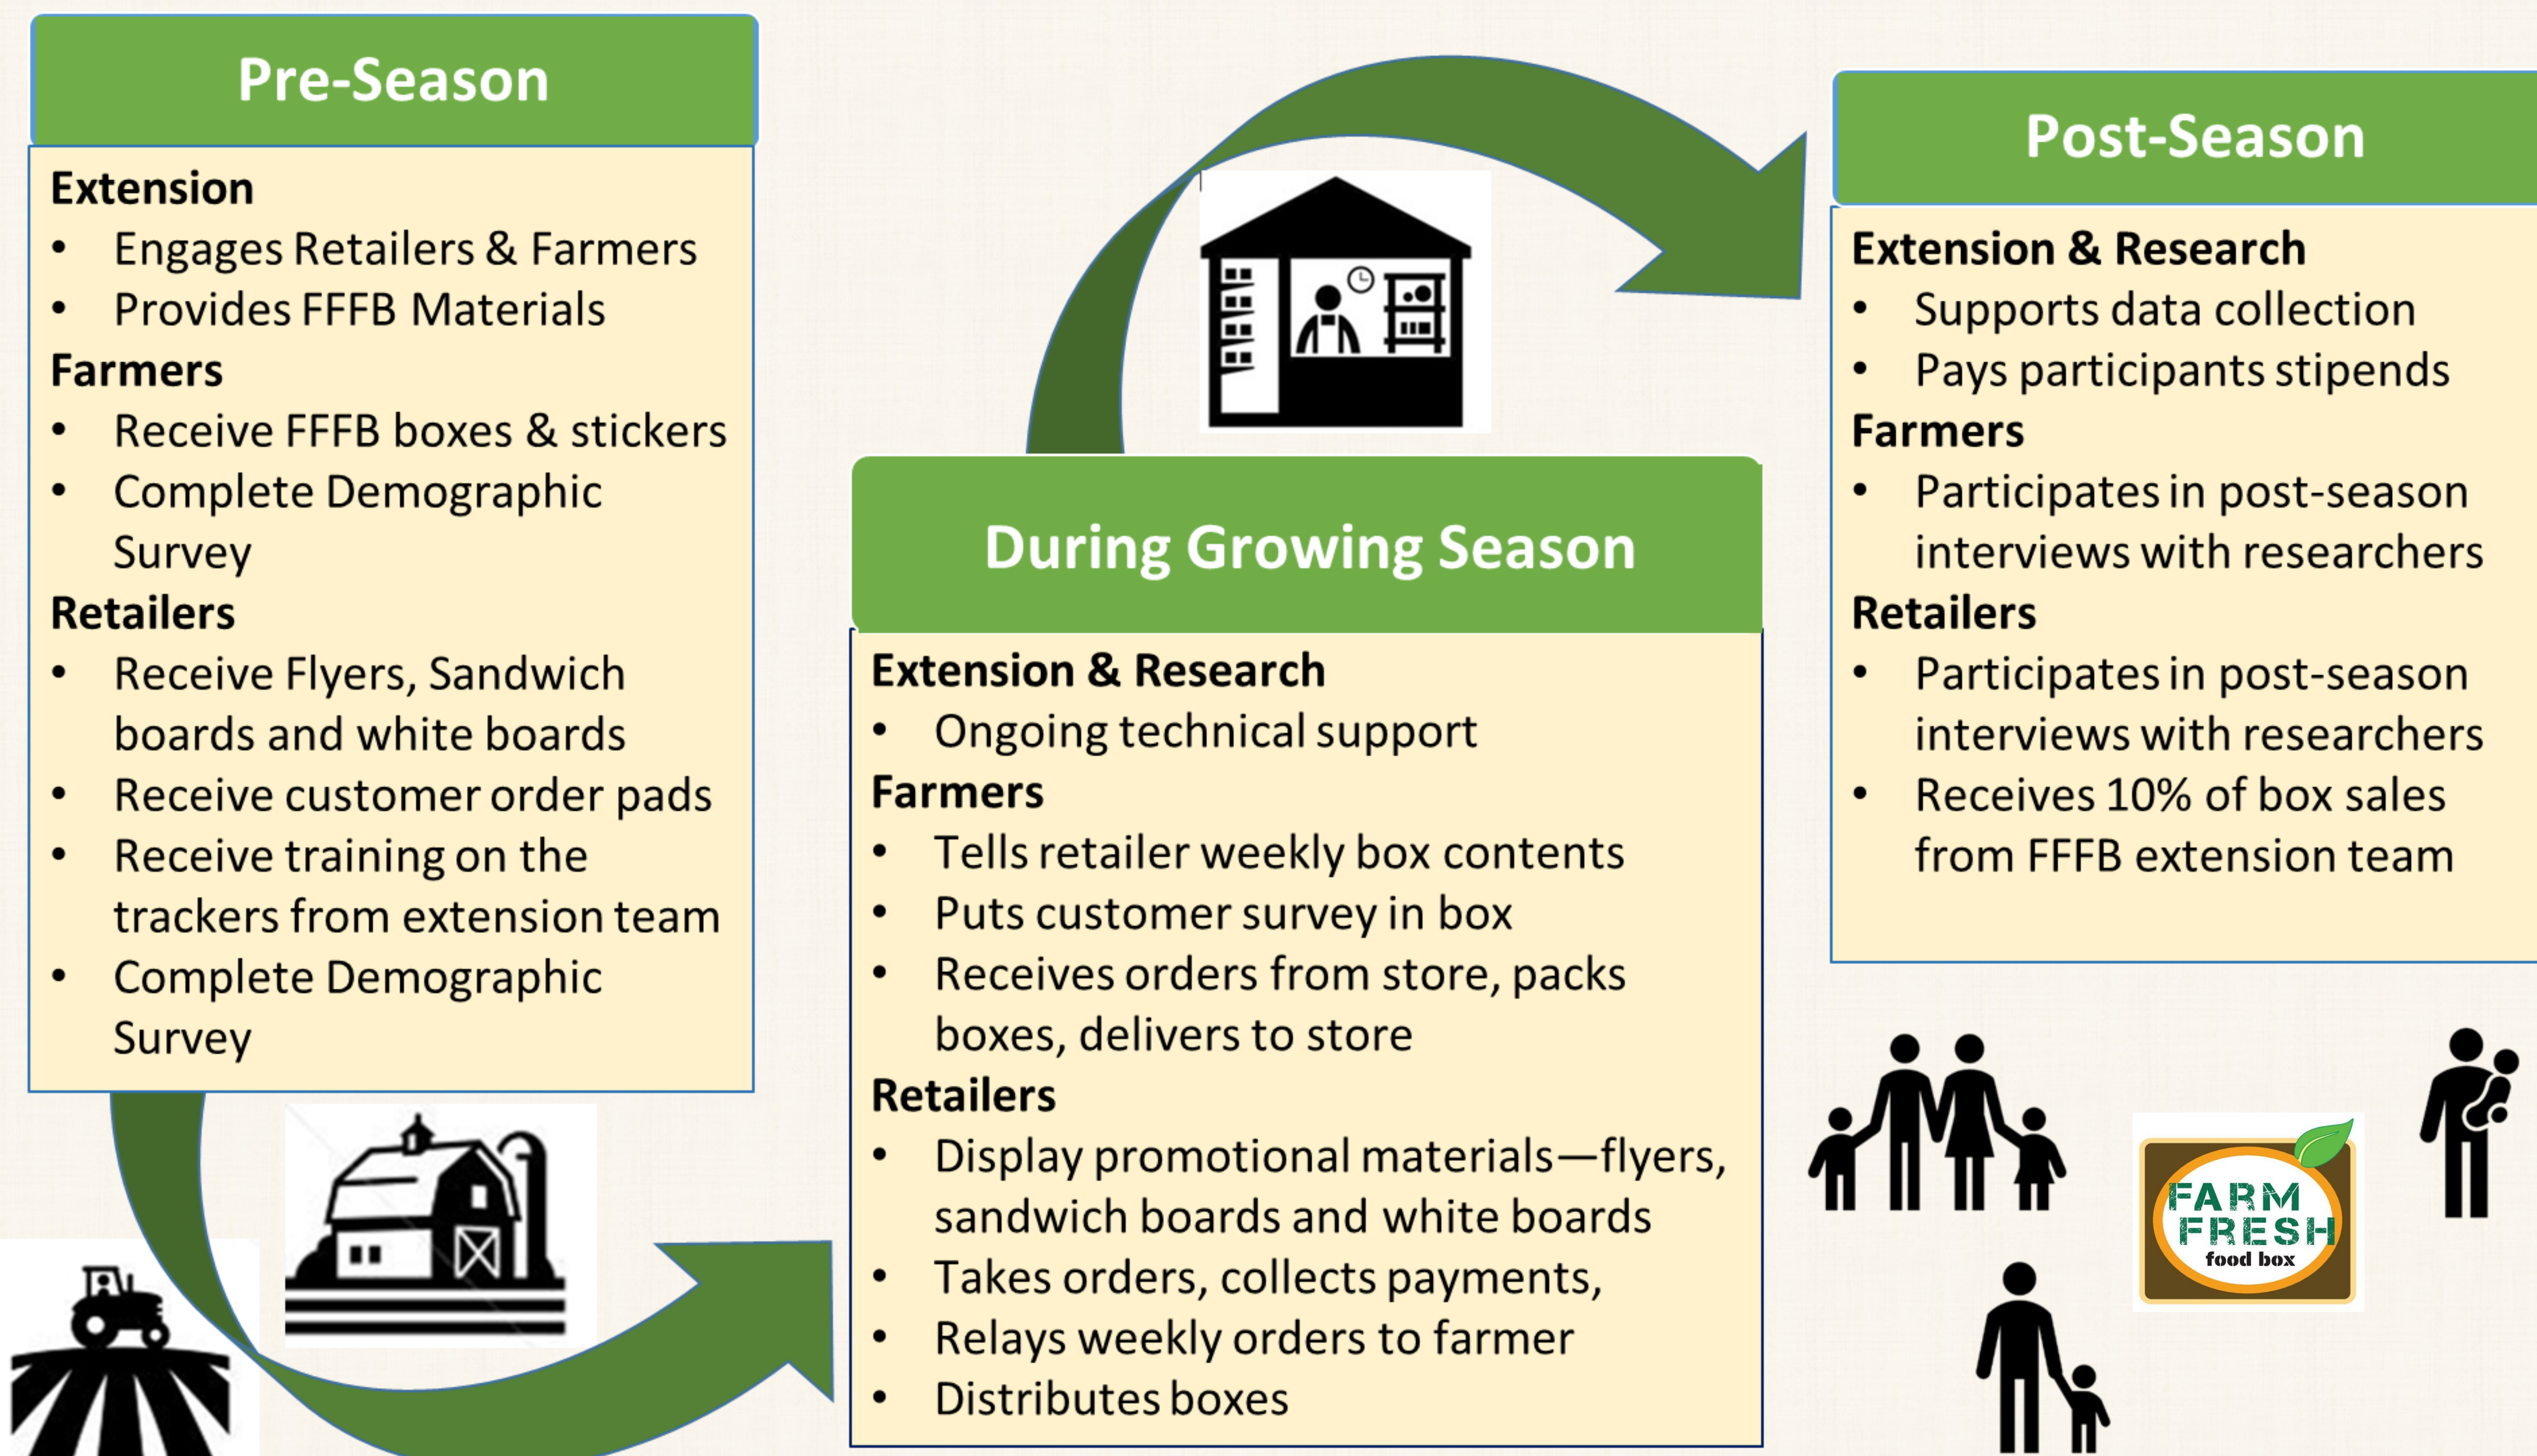 Pre-Season
Extension
• Engages Retailers & Farmers
• Provides FFFB Materials
Farmers
• Receive FFFB boxes & stickers
• Complete Demographic
Survey
Retailers
• Receive Flyers, Sandwich
boards and white boards
• Receive customer order pads
• Receive training on the
trackers from extension team
• Complete Demographic
Survey
During Growing Season
Extension & Research
• Ongoing technical support
Farmers
• Tells retailer weekly box contents
• Puts customer survey in box
• Receives orders from store, packs
boxes, delivers to store
Retailers
• Display promotional materials—flyers,
sandwich boards and white boards
• Takes orders, collects payments,
• Relays weekly orders to farmer
• Distributes boxes
Post-Season
Extension & Research
• Supports data collection
• Pays participants stipends
Farmers
• Participates in post-season
interviews with researchers
Retailers
• Participates in post-season
interviews with researchers
• Receives 10% of box sales
from FFFB extension team
FARM
FRESH
food box